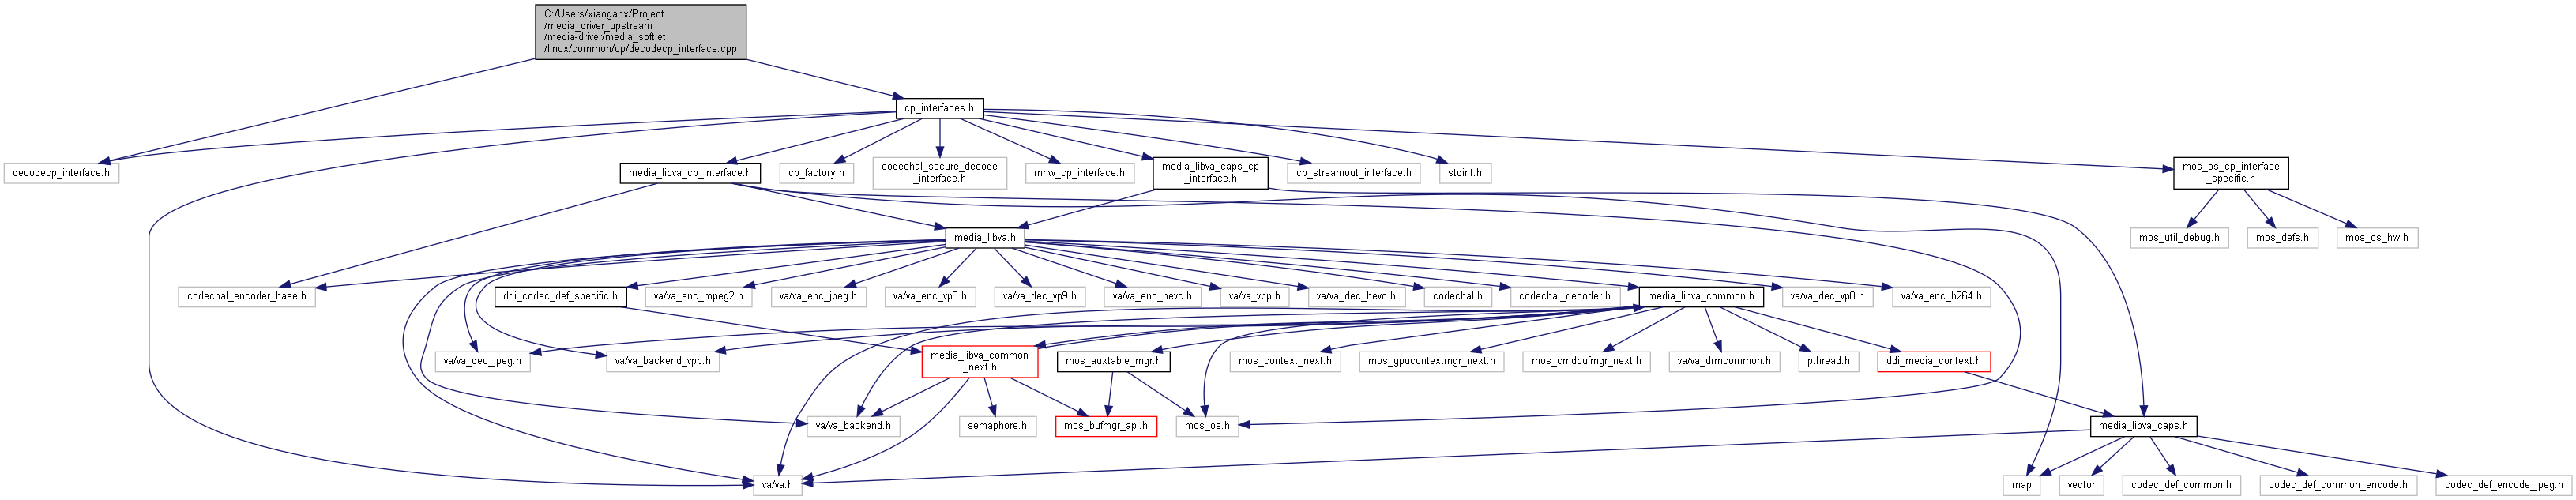 C:/Users/xiaoganx/Project
/media_driver_upstream
/media-driver/media_softlet
/linux/common/cp/decodecp_interface.cpp
cp_interfaces.h
decodecp_interface.h
media_libva_cp_interface.h
cp_factory.h
codechal_secure_decode
_interface.h
mhw_cp_interface.h
media_libva_caps_cp
_interface.h
cp_streamout_interface.h
stdint.h
mos_os_cp_interface
_specific.h
media_libva.h
mos_util_debug.h
mos_defs.h
mos_os_hw.h
codechal_encoder_base.h
ddi_codec_def_specific.h
va/va_enc_mpeg2.h
va/va_enc_jpeg.h
va/va_enc_vp8.h
va/va_dec_vp9.h
va/va_enc_hevc.h
va/va_vpp.h
va/va_dec_hevc.h
codechal.h
codechal_decoder.h
media_libva_common.h
va/va_dec_vp8.h
va/va_enc_h264.h
va/va_dec_jpeg.h
va/va_backend_vpp.h
media_libva_common
_next.h
mos_auxtable_mgr.h
mos_context_next.h
mos_gpucontextmgr_next.h
mos_cmdbufmgr_next.h
va/va_drmcommon.h
pthread.h
ddi_media_context.h
va/va_backend.h
semaphore.h
mos_bufmgr_api.h
mos_os.h
media_libva_caps.h
va/va.h
map
vector
codec_def_common.h
codec_def_common_encode.h
codec_def_encode_jpeg.h